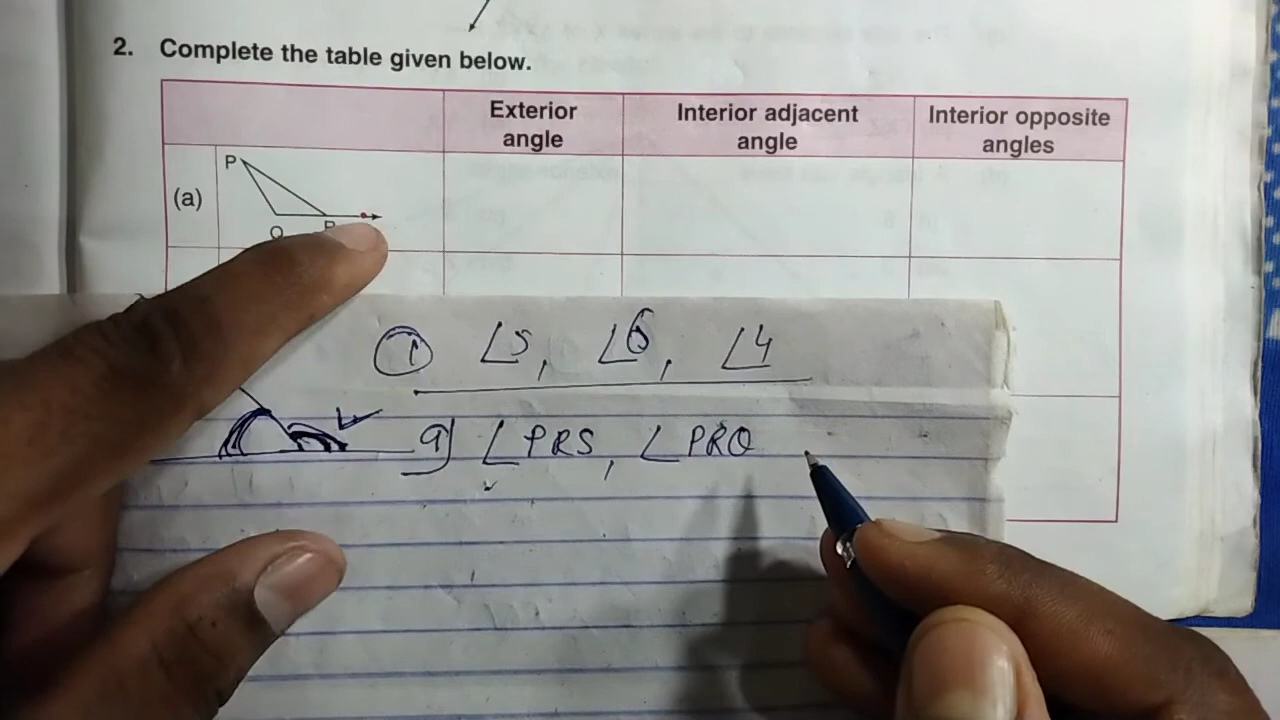 2. Complete the table given below.
Exterior angle
Interior adjacent angle
Interior opposite angles
(a)
P
Q R
① ∠5, ∠6, ∠4
a) ∠PRS, ∠PRQ